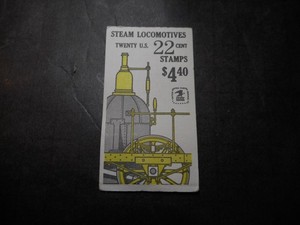 STEAM LOCOMOTIVES
TWENTY U.S. 22 CENT
STAMPS
$4.40